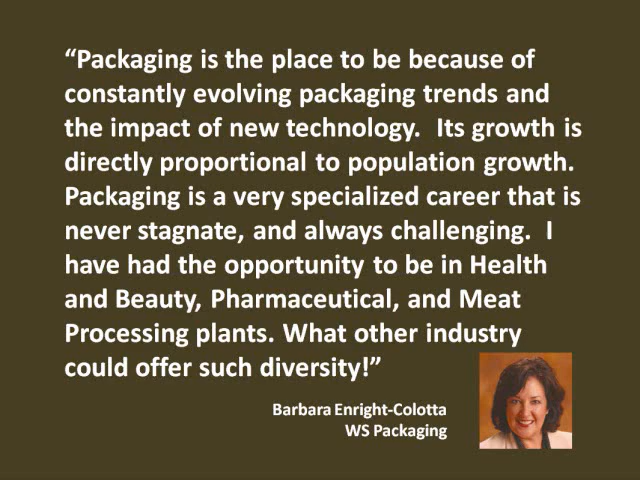 “Packaging is the place to be because of
constantly evolving packaging trends and
the impact of new technology.  Its growth is
directly proportional to population growth.
Packaging is a very specialized career that is
never stagnate, and always challenging.  I
have had the opportunity to be in Health
and Beauty, Pharmaceutical, and Meat
Processing plants. What other industry
could offer such diversity!”
Barbara Enright-Colotta
WS Packaging